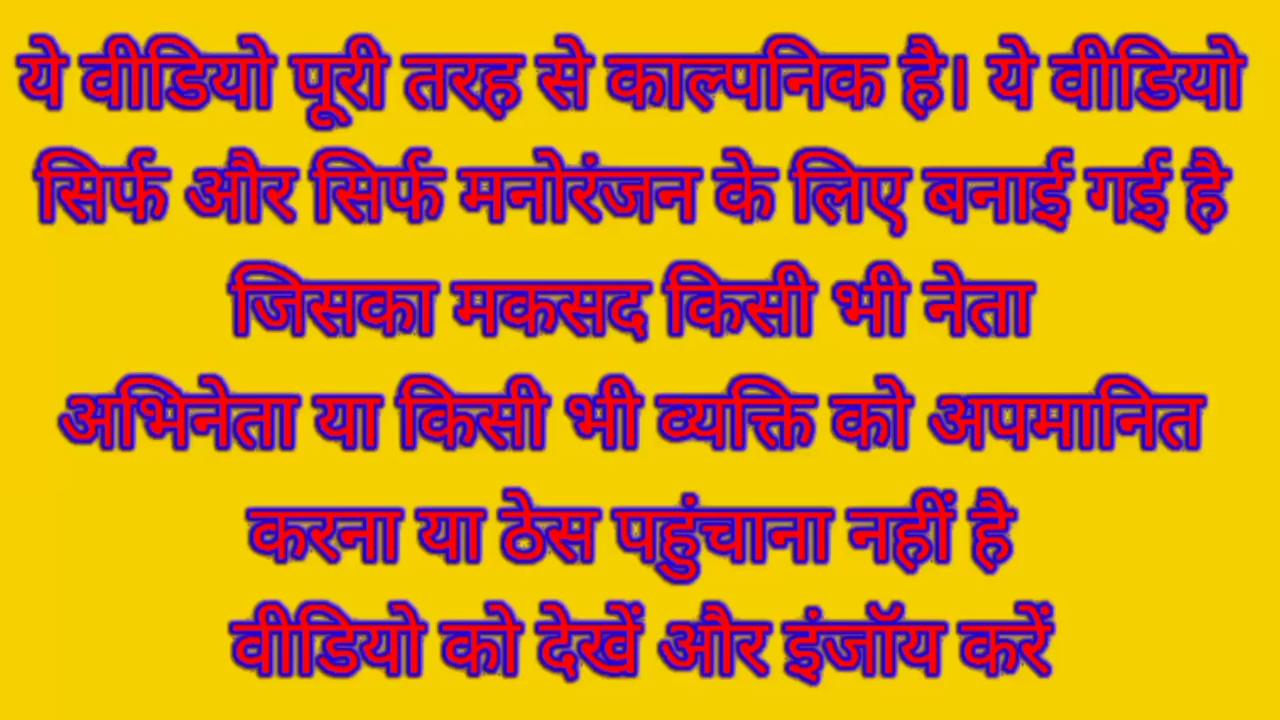 ये वीडियो पूरी तरह से काल्पनिक है। ये वीडियो
सिर्फ और सिर्फ मनोरंजन के लिए बनाई गई है
जिसका मकसद किसी भी नेता
अभिनेता या किसी भी व्यक्ति को अपमानित
करना या ठेस पहुंचाना नहीं है
वीडियो को देखें और इंजॉय करें